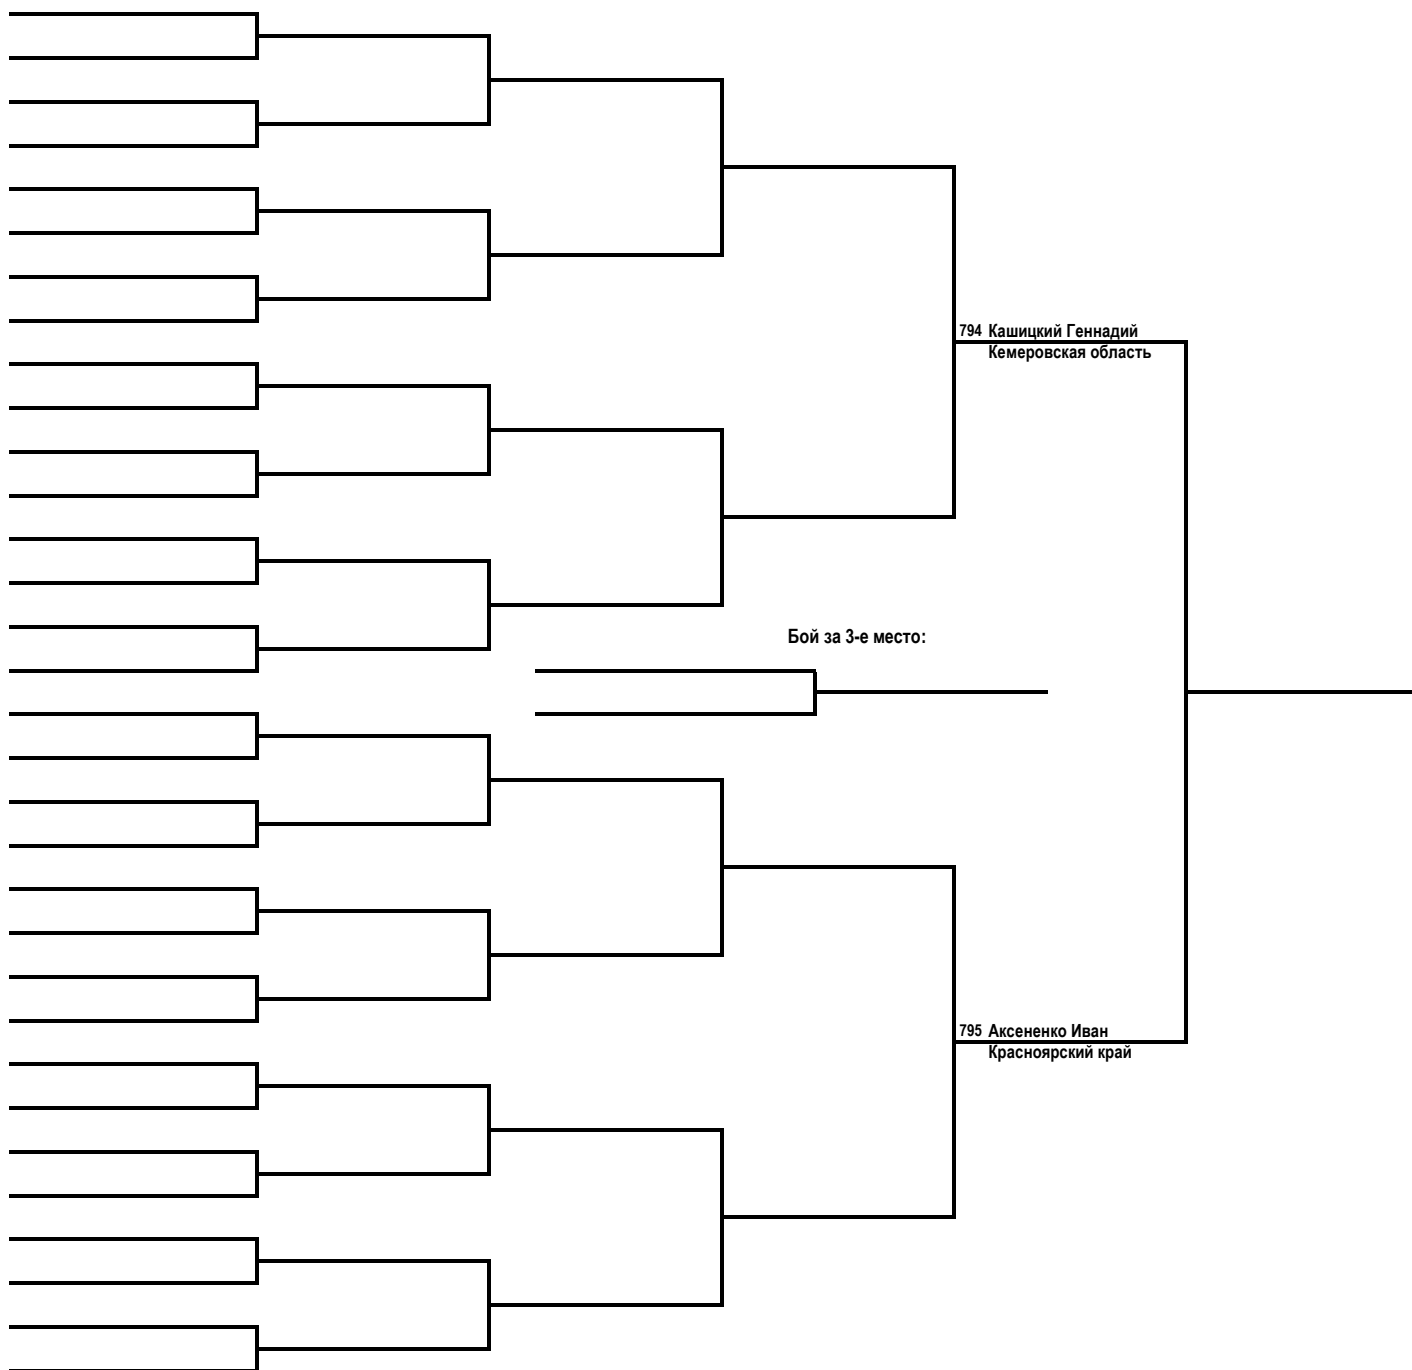 794 Кашицкий Геннадий
Кемеровская область
Бой за 3-е место:
795 Аксененко Иван
Красноярский край